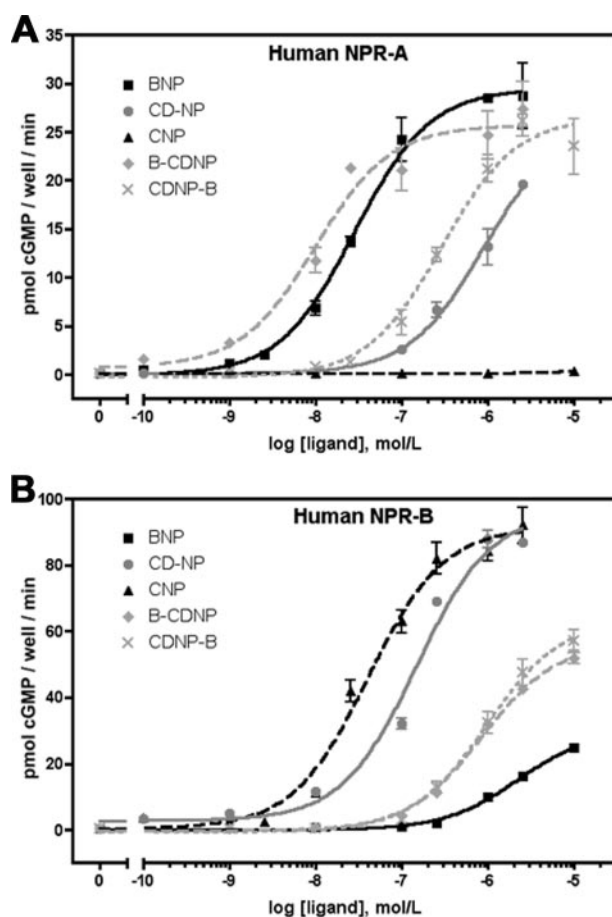 A
Human NPR-A
pmol cGMP / well / min
35
30
25
20
15
10
5
0
BNP
CD-NP
CNP
B-CDNP
CDNP-B
0 -10 -9 -8 -7 -6 -5
log [ligand], mol/L
B
Human NPR-B
pmol cGMP / well / min
100
80
60
40
20
0
BNP
CD-NP
CNP
B-CDNP
CDNP-B
0 -10 -9 -8 -7 -6 -5
log [ligand], mol/L